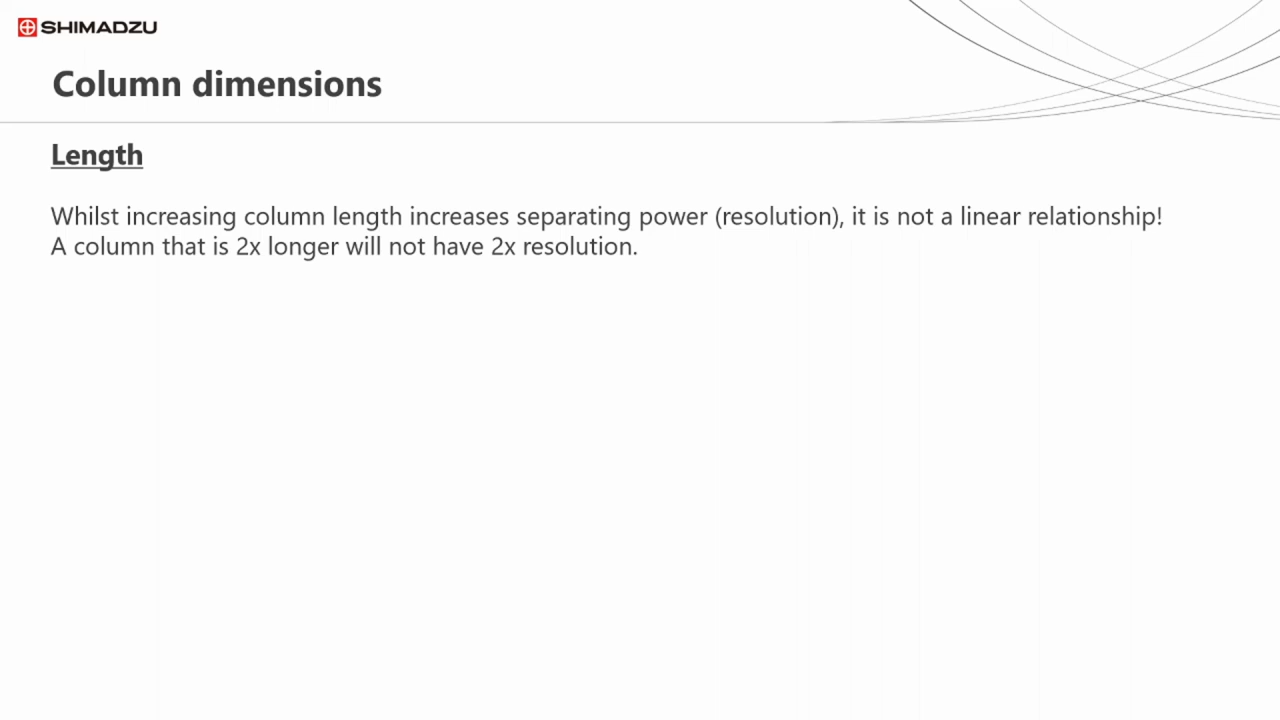 SHIMADZU
Column dimensions
Length
Whilst increasing column length increases separating power (resolution), it is not a linear relationship!
A column that is 2x longer will not have 2x resolution.